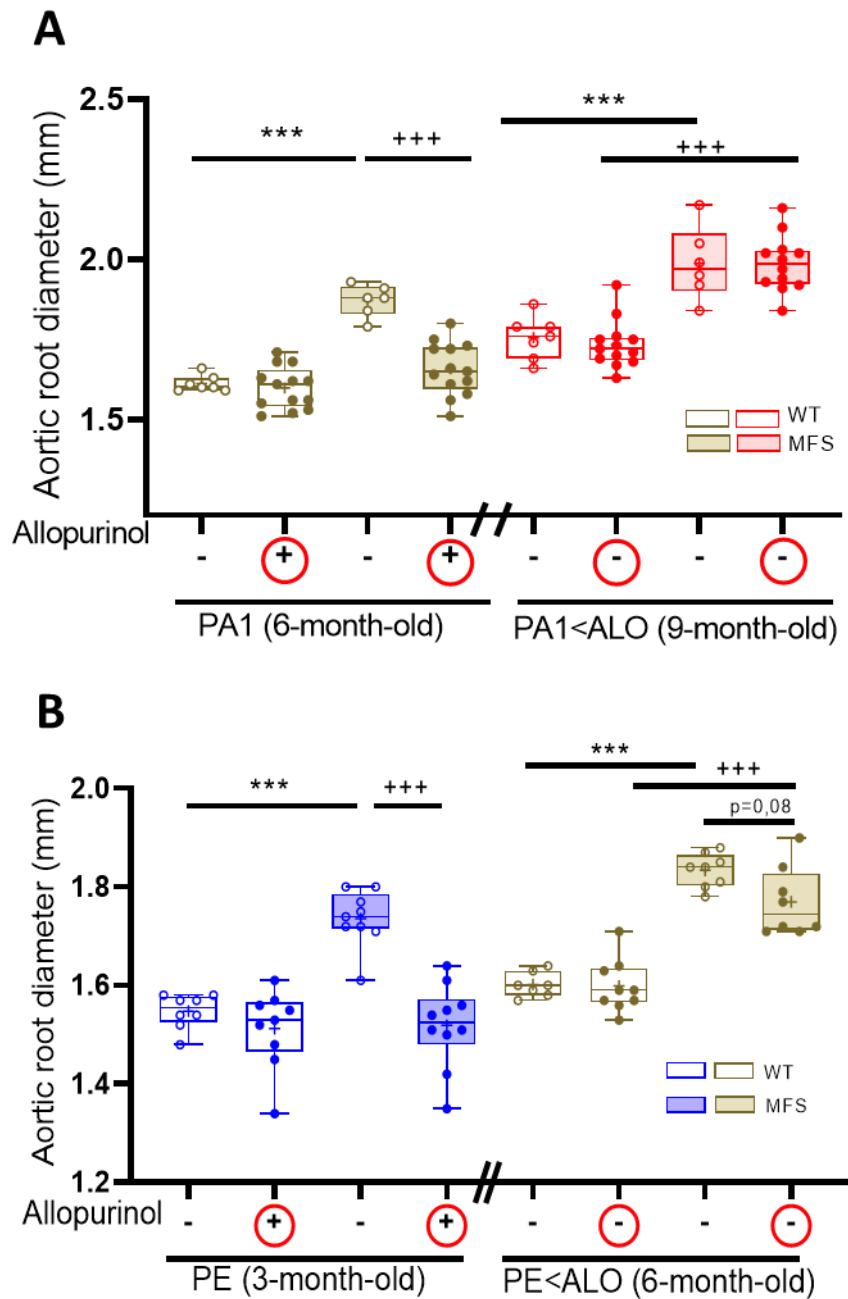 A
Aortic root diameter (mm)
2.5
2.0
1.5
*** +++ *** +++
WT
MFS
Allopurinol - + - + - - - -
PA1 (6-month-old) PA1<ALO (9-month-old)
B
Aortic root diameter (mm)
2.0
1.8
1.6
1.4
1.2
*** +++ *** +++
p=0,08
WT
MFS
Allopurinol - + - + - - - -
PE (3-month-old) PE<ALO (6-month-old)